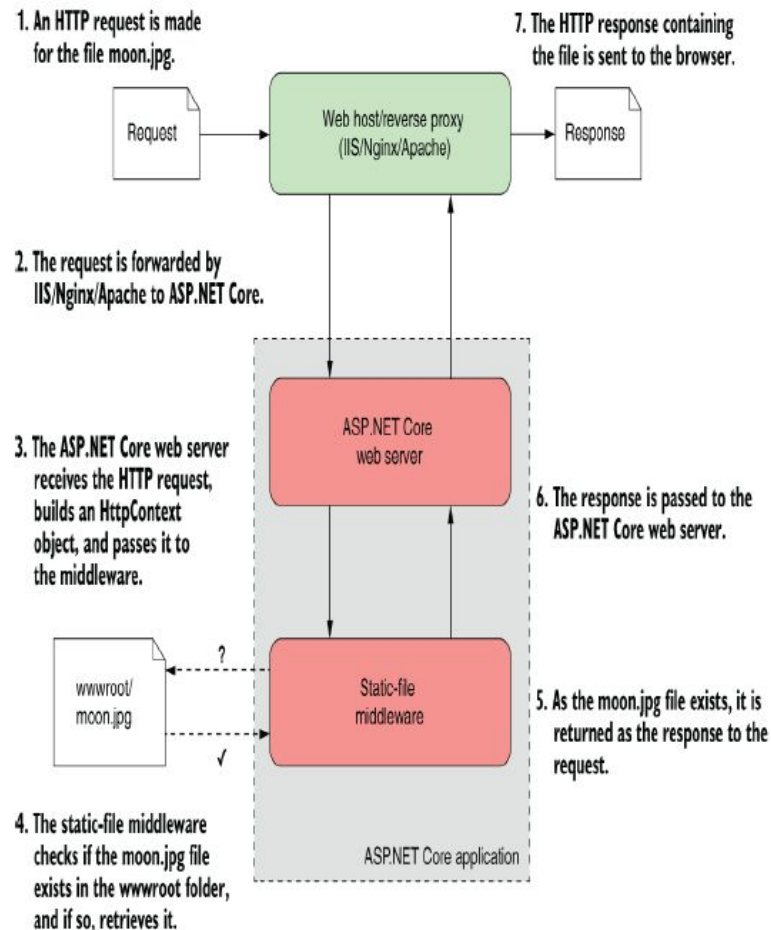 1. An HTTP request is made
for the file moon.jpg.
7. The HTTP response containing
the file is sent to the browser.
Request
Web host/reverse proxy
(IIS/Nginx/Apache)
Response
2. The request is forwarded by
IIS/Nginx/Apache to ASP.NET Core.
3. The ASP.NET Core web server
receives the HTTP request,
builds an HttpContext
object, and passes it to
the middleware.
ASP.NET Core
web server
6. The response is passed to the
ASP.NET Core web server.
?
wwwroot/
moon.jpg
✓
Static-file
middleware
5. As the moon.jpg file exists, it is
returned as the response to the
request.
4. The static-file middleware
checks if the moon.jpg file
exists in the wwwroot folder,
and if so, retrieves it.
ASP.NET Core application